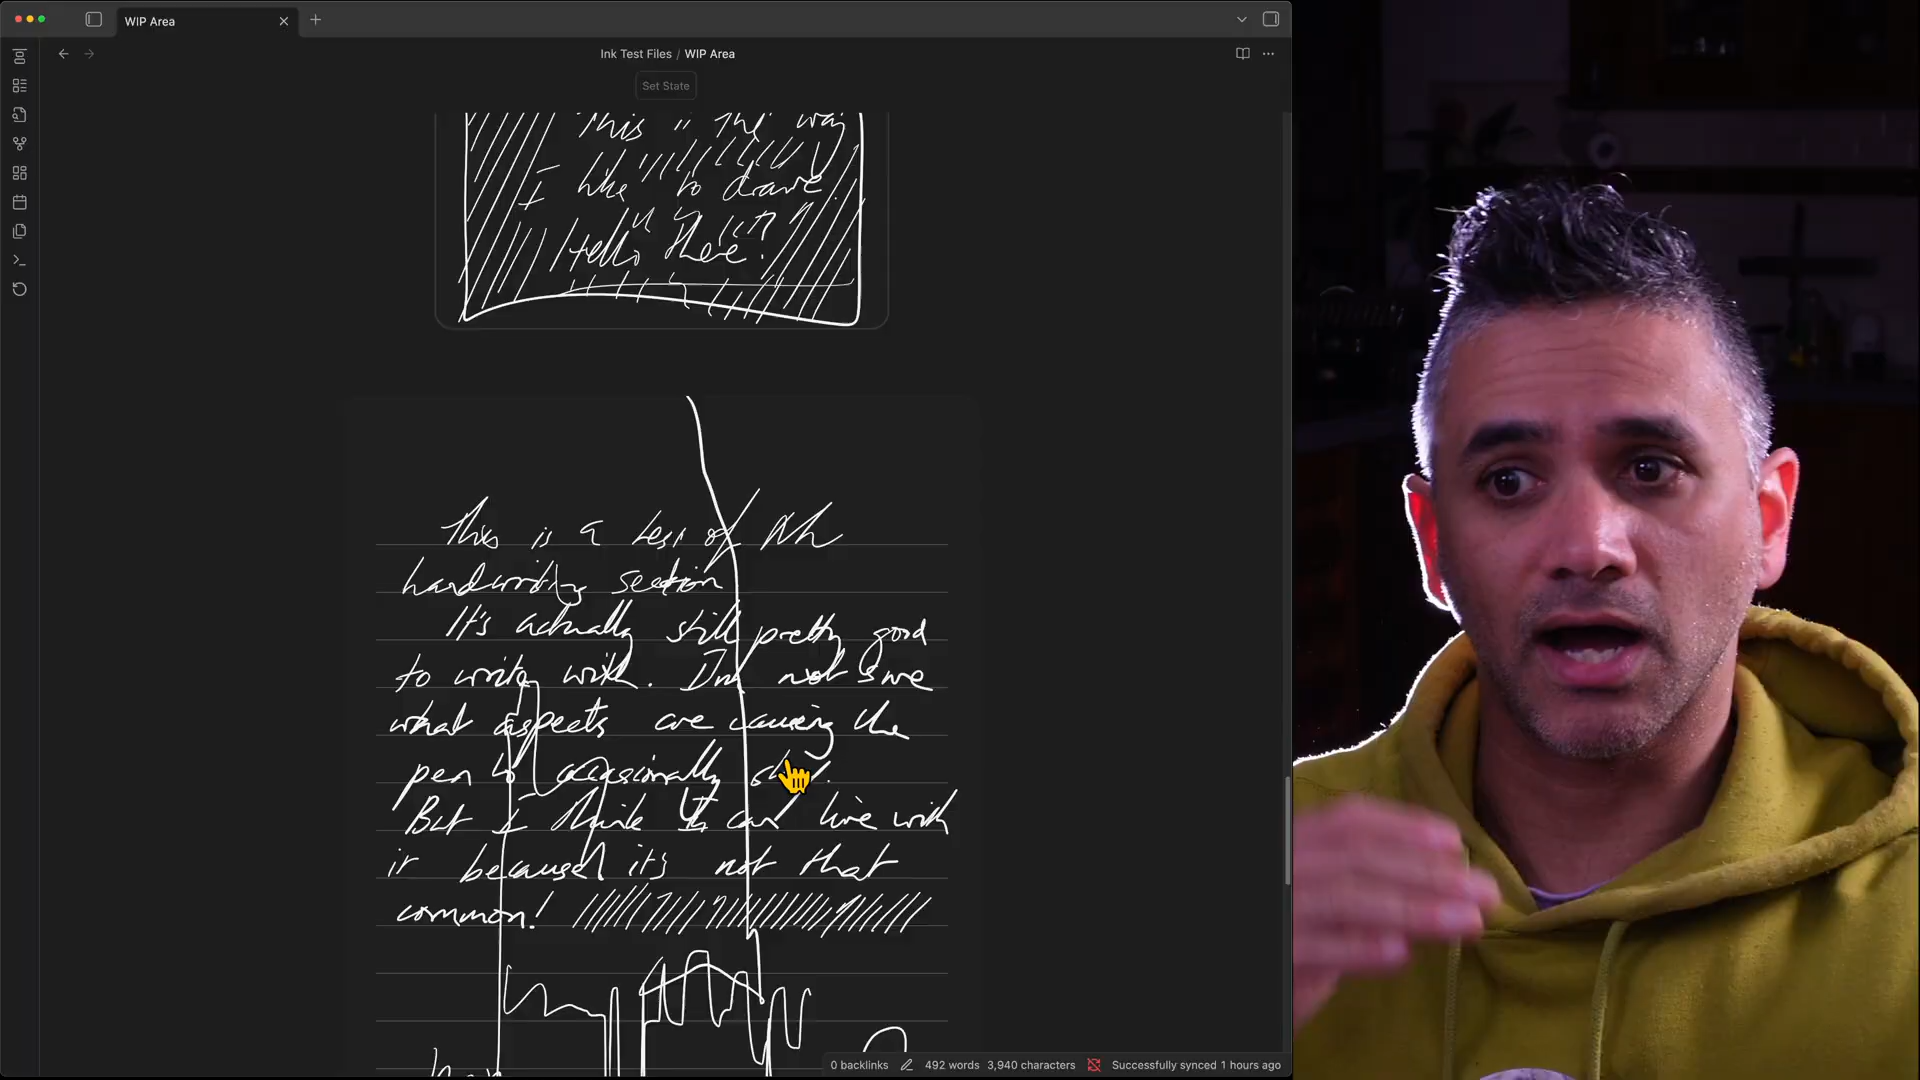 WIP Area
Ink Test Files / WIP Area
Set State
This is the way
I like to draw
Hello there!
This is a test of
handwriting section
It's actually still pretty good
to write with. I'm not sure
what aspects are causing the
pen to occasionally
But I think I can live with
it because it's not that
common!
0 backlinks 492 words 3,940 characters Successfully synced 1 hours ago